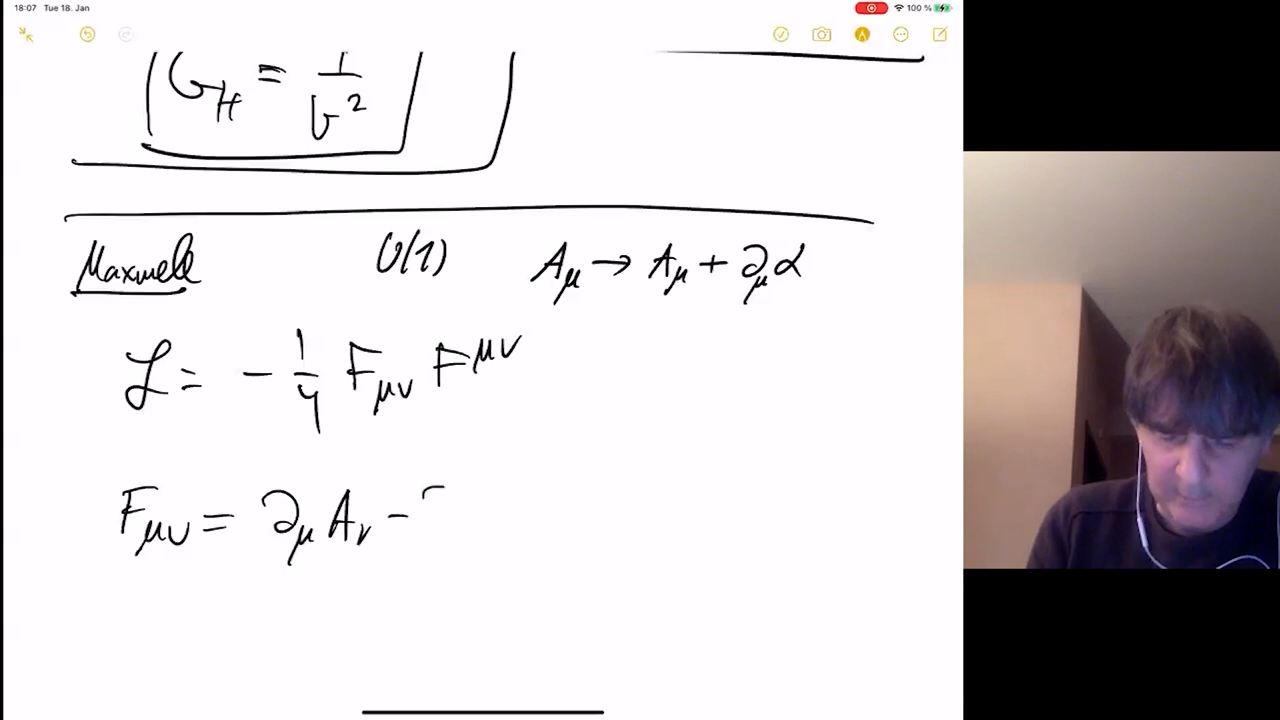 18:07 Tue 18. Jan 100 %
G_H = 1/v²
Maxwell U(1) A_μ → A_μ + ∂_μ α
ℒ = - 1/4 F_μν F^μν
F_μν = ∂_μ A_ν -